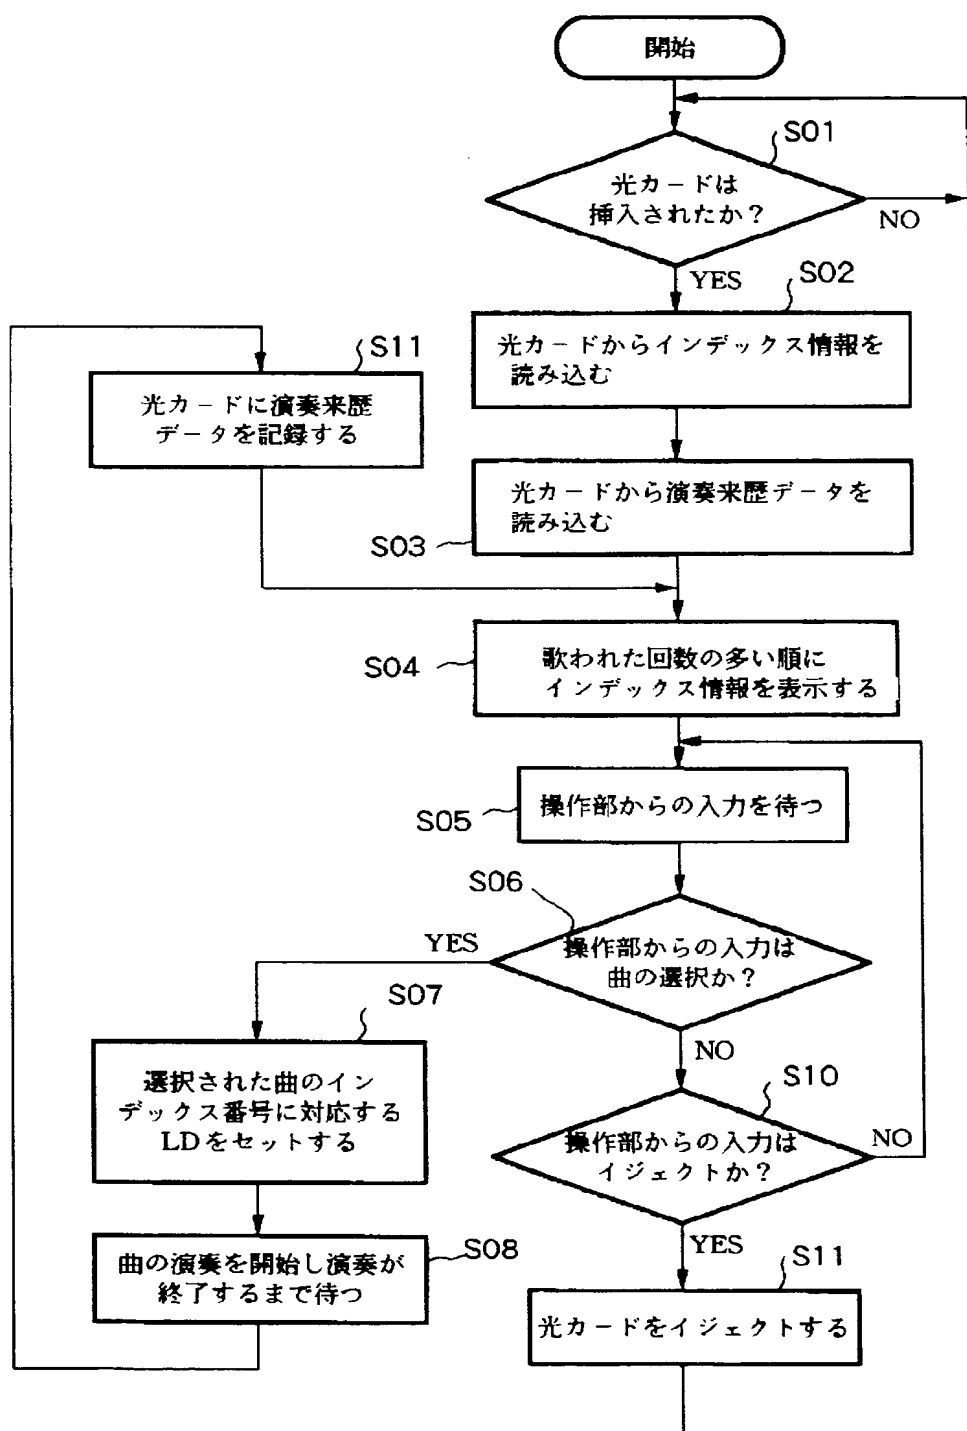 開始
S01
光カードは
挿入されたか?
NO
YES
S02
光カードからインデックス情報を
読み込む
S11
光カードに演奏来歴
データを記録する
光カードから演奏来歴データを
読み込む
S03
S04
歌われた回数の多い順に
インデックス情報を表示する
操作部からの入力を待つ
S05
S06
YES
操作部からの入力は
曲の選択か?
NO
S07
選択された曲のイン
デックス番号に対応する
LDをセットする
S10
操作部からの入力は
イジェクトか?
NO
YES
S08
曲の演奏を開始し演奏が
終了するまで待つ
S11
光カードをイジェクトする